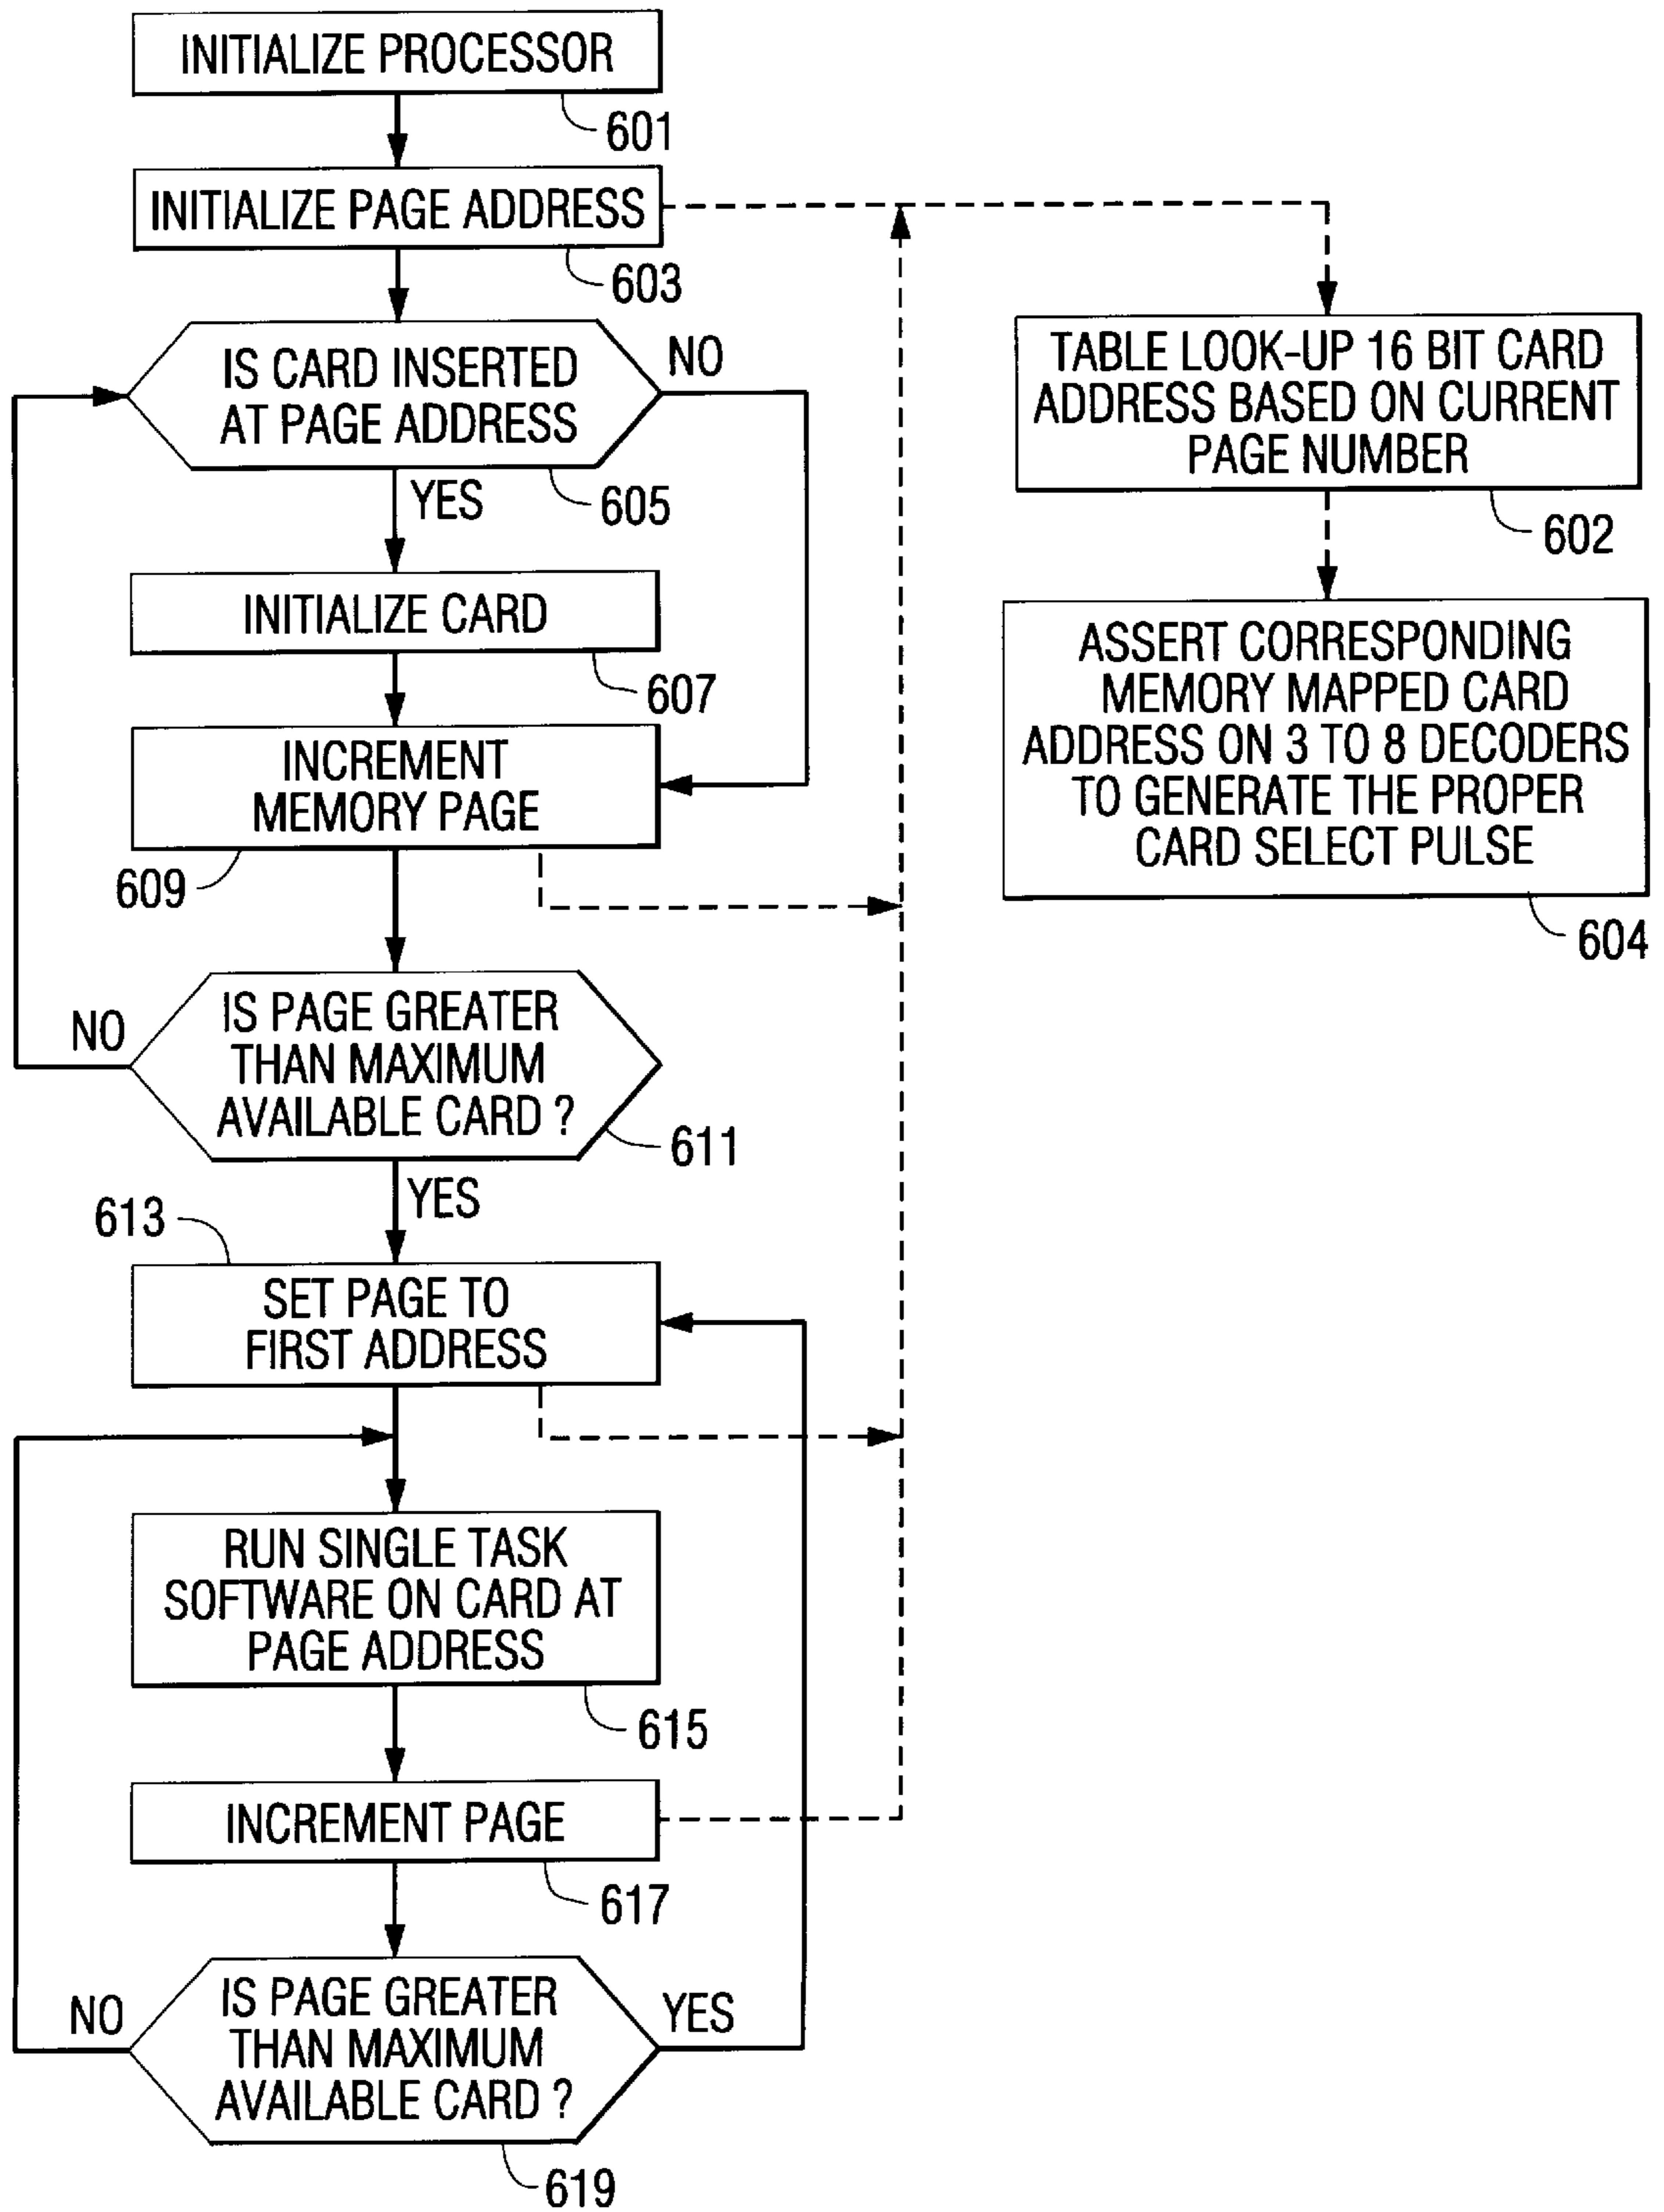 INITIALIZE PROCESSOR
601
INITIALIZE PAGE ADDRESS
603
IS CARD INSERTED
AT PAGE ADDRESS
NO
YES
605
INITIALIZE CARD
607
INCREMENT
MEMORY PAGE
609
IS PAGE GREATER
THAN MAXIMUM
AVAILABLE CARD ?
NO
611
YES
613
SET PAGE TO
FIRST ADDRESS
RUN SINGLE TASK
SOFTWARE ON CARD AT
PAGE ADDRESS
615
INCREMENT PAGE
617
IS PAGE GREATER
THAN MAXIMUM
AVAILABLE CARD ?
NO
YES
619
TABLE LOOK-UP 16 BIT CARD
ADDRESS BASED ON CURRENT
PAGE NUMBER
602
ASSERT CORRESPONDING
MEMORY MAPPED CARD
ADDRESS ON 3 TO 8 DECODERS
TO GENERATE THE PROPER
CARD SELECT PULSE
604